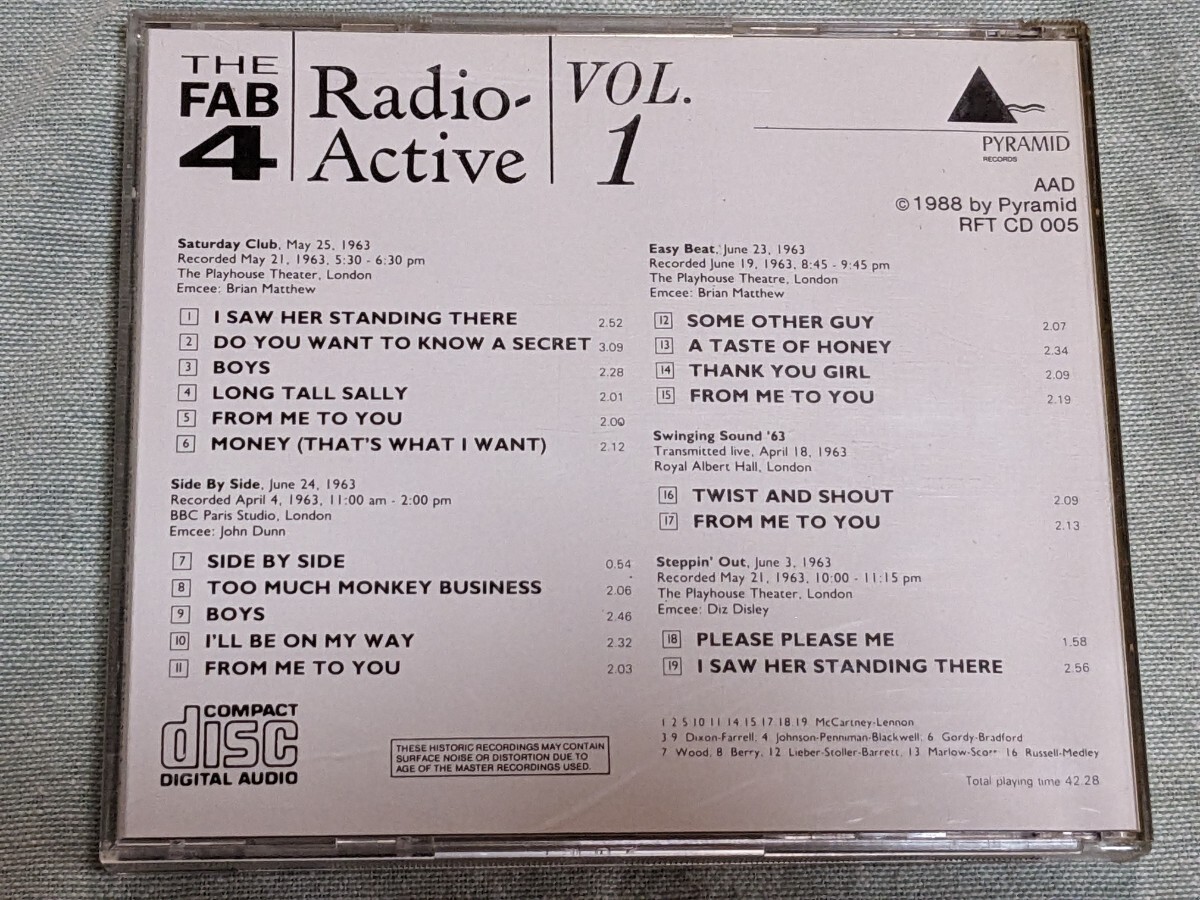 THE
FAB
4
Radio-
Active
VOL.
1
PYRAMID
RECORDS
AAD
©1988 by Pyramid
RFT CD 005
Saturday Club, May 25, 1963
Recorded May 21, 1963, 5:30 - 6:30 pm
The Playhouse Theater, London
Emcee: Brian Matthew
1 I SAW HER STANDING THERE 2.52
2 DO YOU WANT TO KNOW A SECRET 3.09
3 BOYS 2.28
4 LONG TALL SALLY 2.01
5 FROM ME TO YOU 2.00
6 MONEY (THAT'S WHAT I WANT) 2.12
Side By Side, June 24, 1963
Recorded April 4, 1963, 11:00 am - 2:00 pm
BBC Paris Studio, London
Emcee: John Dunn
7 SIDE BY SIDE 0.54
8 TOO MUCH MONKEY BUSINESS 2.06
9 BOYS 2.46
10 I'LL BE ON MY WAY 2.32
11 FROM ME TO YOU 2.03
Easy Beat, June 23, 1963
Recorded June 19, 1963, 8:45 - 9:45 pm
The Playhouse Theatre, London
Emcee: Brian Matthew
12 SOME OTHER GUY 2.07
13 A TASTE OF HONEY 2.34
14 THANK YOU GIRL 2.09
15 FROM ME TO YOU 2.19
Swinging Sound '63
Transmitted live, April 18, 1963
Royal Albert Hall, London
16 TWIST AND SHOUT 2.09
17 FROM ME TO YOU 2.13
Steppin' Out, June 3, 1963
Recorded May 21, 1963, 10:00 - 11:15 pm
The Playhouse Theater, London
Emcee: Diz Disley
18 PLEASE PLEASE ME 1.58
19 I SAW HER STANDING THERE 2.56
COMPACT
disc
DIGITAL AUDIO
THESE HISTORIC RECORDINGS MAY CONTAIN
SURFACE NOISE OR DISTORTION DUE TO
AGE OF THE MASTER RECORDINGS USED.
1 2 5 10 11 14 15 17 18 19 McCartney-Lennon
3 9 Dixon-Farrell, 4. Johnson-Penniman-Blackwell; 6 Gordy-Bradford
7 Wood, 8 Berry, 12 Lieber-Stoller-Barrett, 13 Marlow-Scott 16 Russell-Medley
Total playing time 42.28